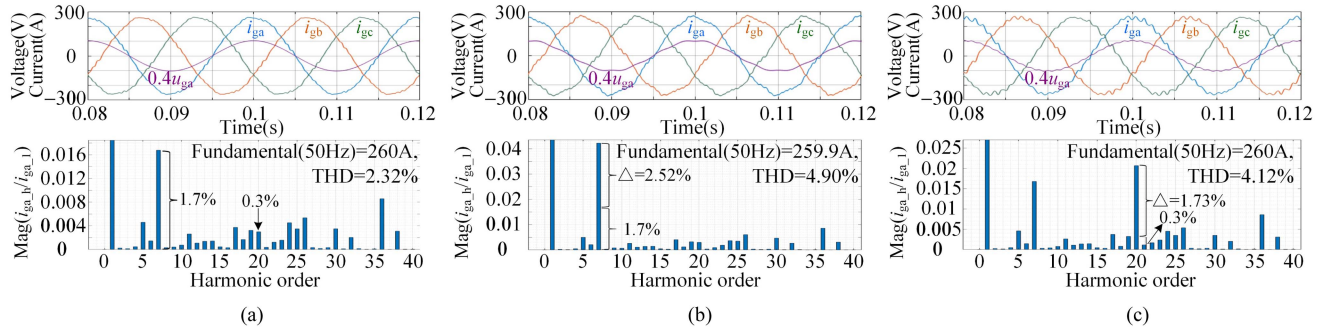 Voltage(V)
Current(A)
300
0
−300
i_ga i_gb i_gc
0.4u_ga
0.08 0.09 0.1 0.11 0.12
Time(s)
Mag(i_ga_h/i_ga_1)
0.016
0.012
0.008
0.004
0
Fundamental(50Hz)=260A,
THD=2.32%
1.7%
0.3%
0 5 10 15 20 25 30 35 40
Harmonic order
(a)
Voltage(V)
Current(A)
300
0
−300
i_ga i_gb i_gc
0.4u_ga
0.08 0.09 0.1 0.11 0.12
Time(s)
Mag(i_ga_h/i_ga_1)
0.04
0.03
0.02
0.01
0
Fundamental(50Hz)=259.9A,
△=2.52% THD=4.90%
1.7%
0 5 10 15 20 25 30 35 40
Harmonic order
(b)
Voltage(V)
Current(A)
300
0
−300
i_ga i_gb i_gc
0.4u_ga
0.08 0.09 0.1 0.11 0.12
Time(s)
Mag(i_ga_h/i_ga_1)
0.025
0.02
0.015
0.01
0.005
0
Fundamental(50Hz)=260A,
THD=4.12%
△=1.73%
0.3%
0 5 10 15 20 25 30 35 40
Harmonic order
(c)